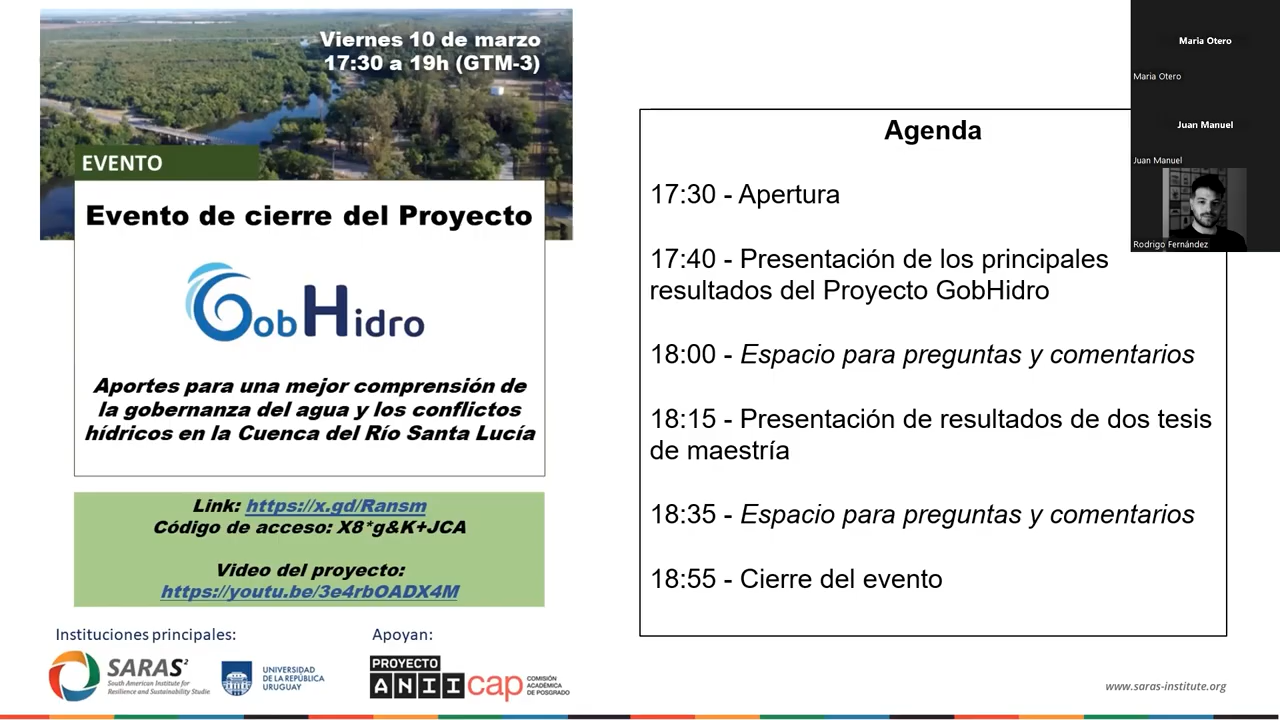 Viernes 10 de marzo
17:30 a 19h (GTM-3)
EVENTO
Evento de cierre del Proyecto
GobHidro
Aportes para una mejor comprensión de
la gobernanza del agua y los conflictos
hídricos en la Cuenca del Río Santa Lucía
Link: https://x.gd/Ransm
Código de acceso: X8*g&K+JCA
Video del proyecto:
https://youtu.be/3e4rbOADX4M
Instituciones principales:
SARAS²
South American Institute for
Resilience and Sustainability Studie
UNIVERSIDAD
DE LA REPÚBLICA
URUGUAY
Apoyan:
PROYECTO
ANII
cap
COMISIÓN
ACADÉMICA
DE POSGRADO
Agenda
17:30 - Apertura
17:40 - Presentación de los principales
resultados del Proyecto GobHidro
18:00 - Espacio para preguntas y comentarios
18:15 - Presentación de resultados de dos tesis
de maestría
18:35 - Espacio para preguntas y comentarios
18:55 - Cierre del evento
www.saras-institute.org
Maria Otero
Maria Otero
Juan Manuel
Juan Manuel
Rodrigo Fernández